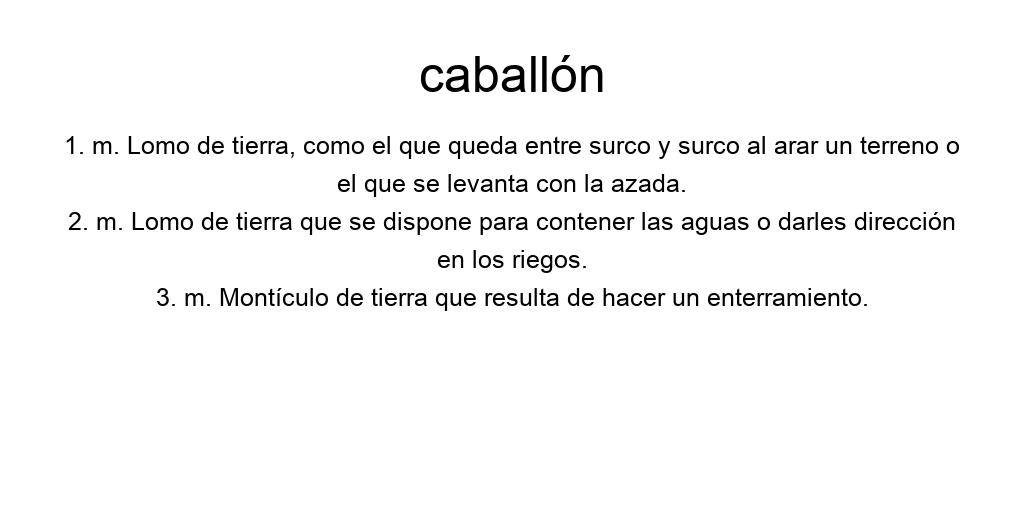 caballón
1. m. Lomo de tierra, como el que queda entre surco y surco al arar un terreno o
el que se levanta con la azada.
2. m. Lomo de tierra que se dispone para contener las aguas o darles dirección
en los riegos.
3. m. Montículo de tierra que resulta de hacer un enterramiento.